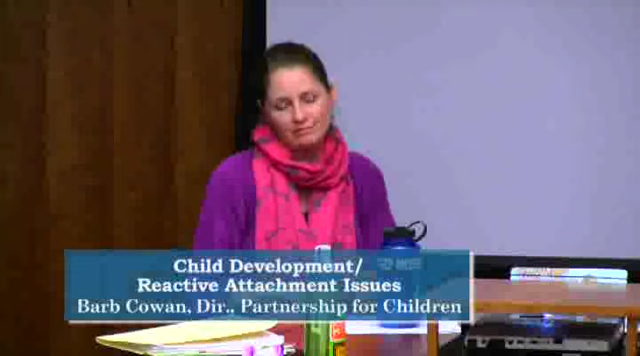 Child Development/
Reactive Attachment Issues
Barb Cowan, Dir.. Partnership for Children